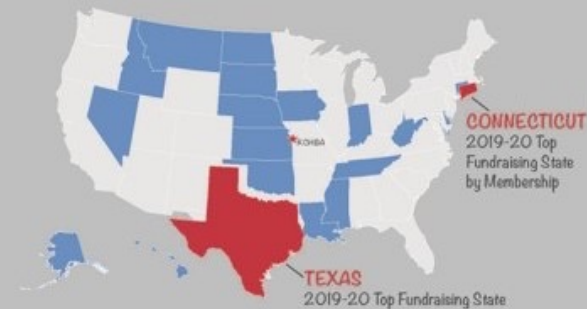 KCHBA
CONNECTICUT
2019-20 Top
Fundraising State
by Membership
TEXAS
2019-20 Top Fundraising State